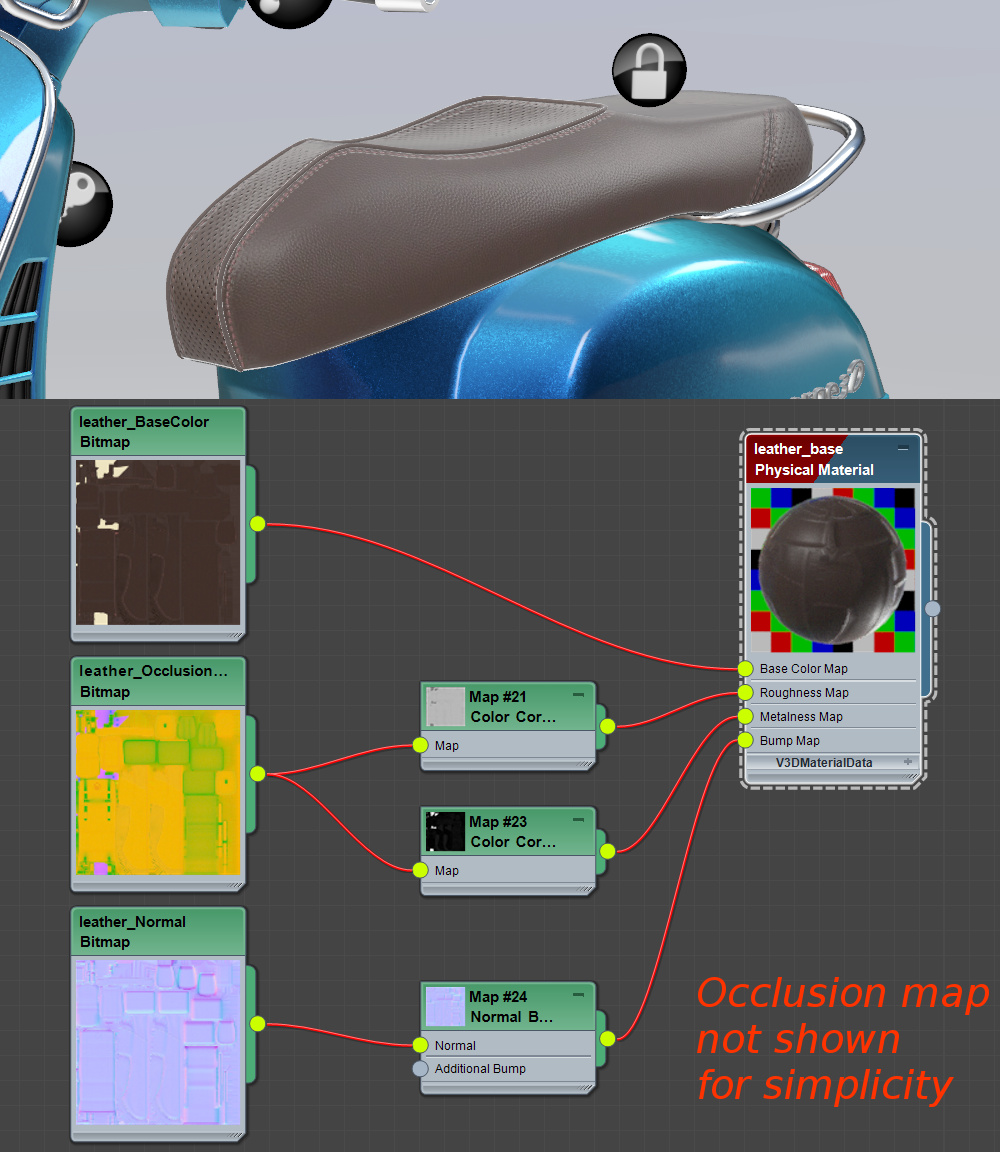 leather_BaseColor
Bitmap
leather_base
Physical Material
Base Color Map
Roughness Map
Metalness Map
Bump Map
V3DMaterialData
leather_Occlusion...
Bitmap
Map #21
Color Cor...
Map
Map #23
Color Cor...
Map
leather_Normal
Bitmap
Map #24
Normal B...
Normal
Additional Bump
Occlusion map
not shown
for simplicity